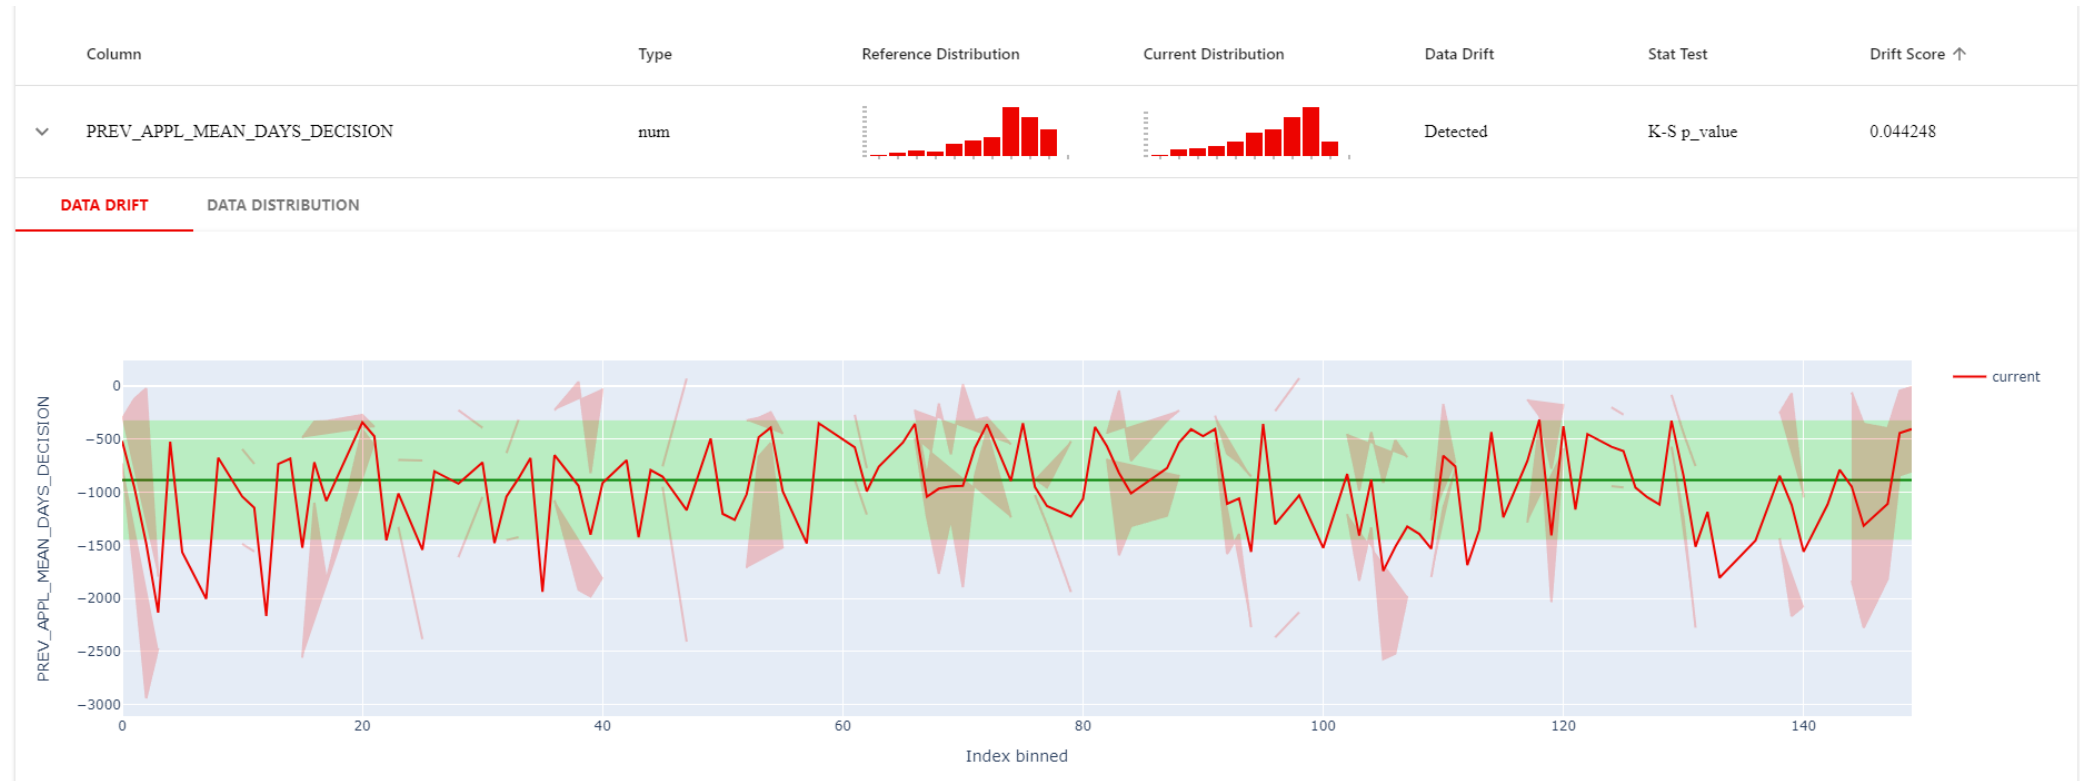 Column Type Reference Distribution Current Distribution Data Drift Stat Test Drift Score ↑
PREV_APPL_MEAN_DAYS_DECISION num Detected K-S p_value 0.044248
DATA DRIFT DATA DISTRIBUTION
current
PREV_APPL_MEAN_DAYS_DECISION
0
−500
−1000
−1500
−2000
−2500
−3000
0 20 40 60 80 100 120 140
Index binned